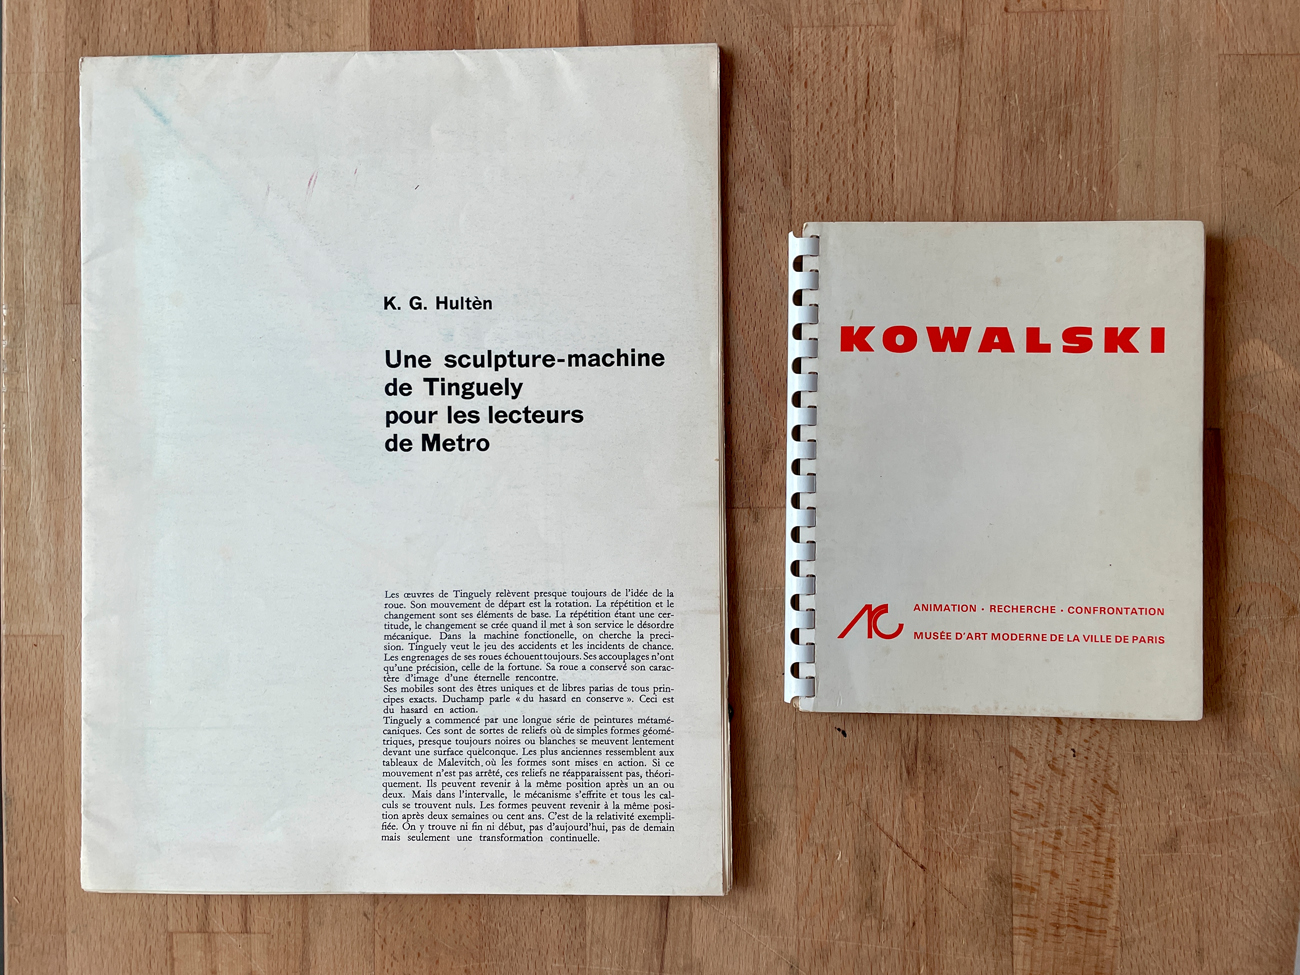 K. G. Hultèn
Une sculpture-machine
de Tinguely
pour les lecteurs
de Metro
Les œuvres de Tinguely relèvent presque toujours de l'idée de la
roue. Son mouvement de départ est la rotation. La répétition et le
changement sont ses éléments de base. La répétition étant une cer-
titude, le changement se crée quand il met à son service le désordre
mécanique. Dans la machine fonctionelle, on cherche la preci-
sion. Tinguely veut le jeu des accidents et les incidents de chance.
Les engrenages de ses roues échouent toujours. Ses accouplages n'ont
qu'une précision, celle de la fortune. Sa roue a conservé son carac-
tère d'image d'une éternelle rencontre.
Ses mobiles sont des êtres uniques et de libres parias de tous prin-
cipes exacts. Duchamp parle « du hasard en conserve ». Ceci est
du hasard en action.
Tinguely a commencé par une longue série de peintures métamé-
caniques. Ces sont de sortes de reliefs où de simples formes géomé-
triques, presque toujours noires ou blanches se meuvent lentement
devant une surface quelconque. Les plus anciennes ressemblent aux
tableaux de Malevitch, où les formes sont mises en action. Si ce
mouvement n'est pas arrêté, ces reliefs ne réapparaissent pas, théori-
quement. Ils peuvent revenir à la même position après un an ou
deux. Mais dans l'intervalle, le mécanisme s'effrite et tous les cal-
culs se trouvent nuls. Les formes peuvent revenir à la même posi-
tion après deux semaines ou cent ans. C'est de la relativité exempli-
fiée. On y trouve ni fin ni début, pas d'aujourd'hui, pas de demain
mais seulement une transformation continuelle.
KOWALSKI
ARC
ANIMATION · RECHERCHE · CONFRONTATION
MUSÉE D'ART MODERNE DE LA VILLE DE PARIS